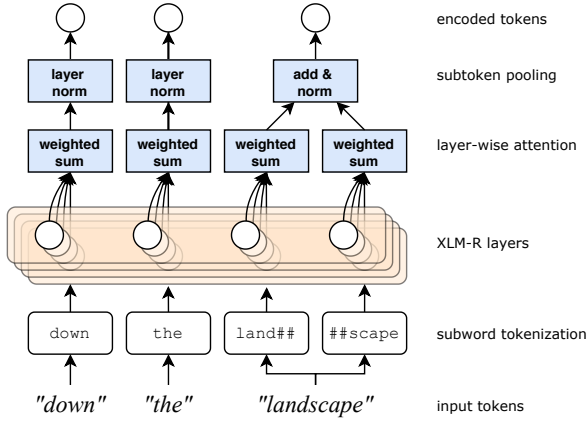 encoded tokens
layer norm
layer norm
add & norm
subtoken pooling
weighted sum
weighted sum
weighted sum
weighted sum
layer-wise attention
XLM-R layers
down
the
land##
##scape
subword tokenization
"down"
"the"
"landscape"
input tokens